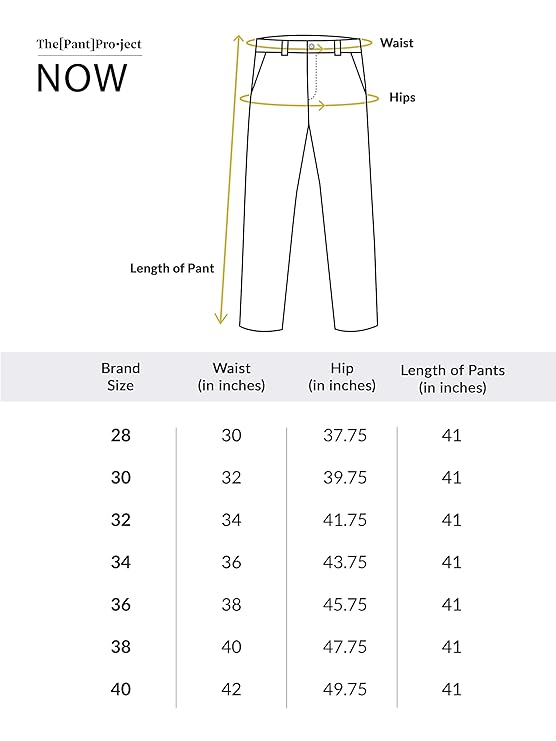 The[Pant]Pro•ject
NOW
Waist
Hips
Length of Pant
Brand Size Waist (in inches) Hip (in inches) Length of Pants (in inches)
28 30 37.75 41
30 32 39.75 41
32 34 41.75 41
34 36 43.75 41
36 38 45.75 41
38 40 47.75 41
40 42 49.75 41